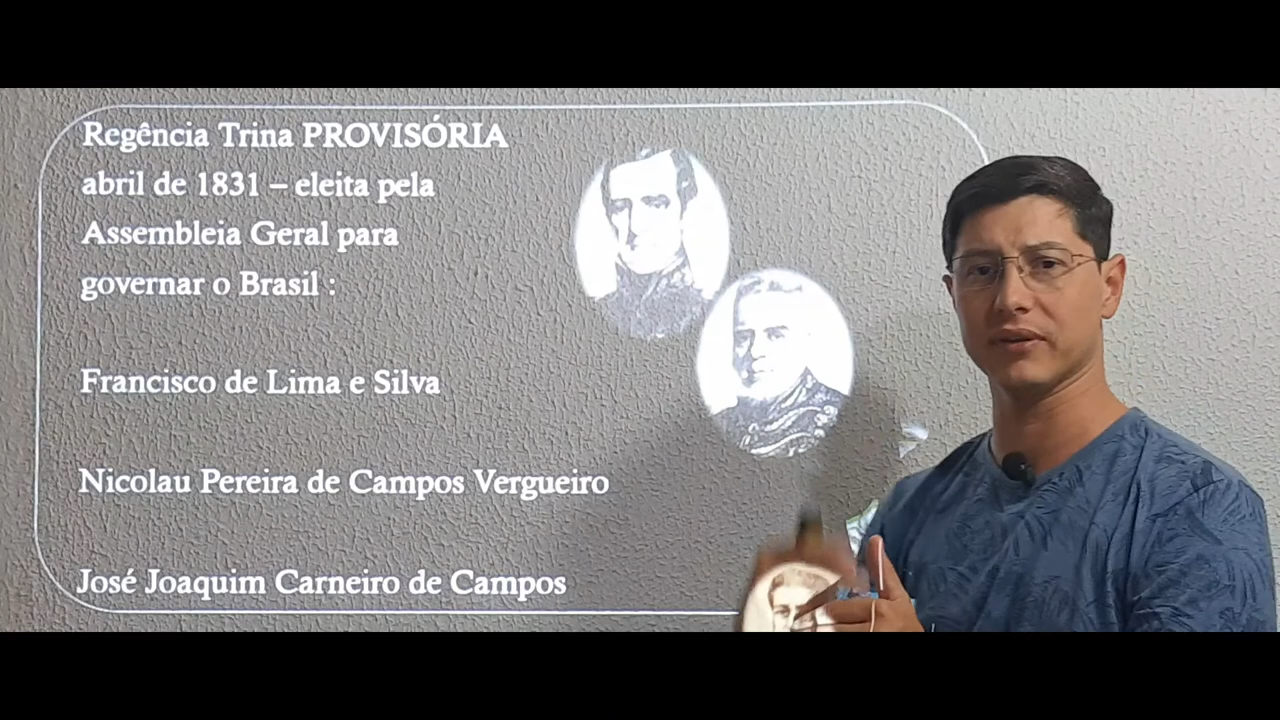 Regência Trina PROVISÓRIA
abril de 1831 – eleita pela
Assembleia Geral para
governar o Brasil :
Francisco de Lima e Silva
Nicolau Pereira de Campos Vergueiro
José Joaquim Carneiro de Campos